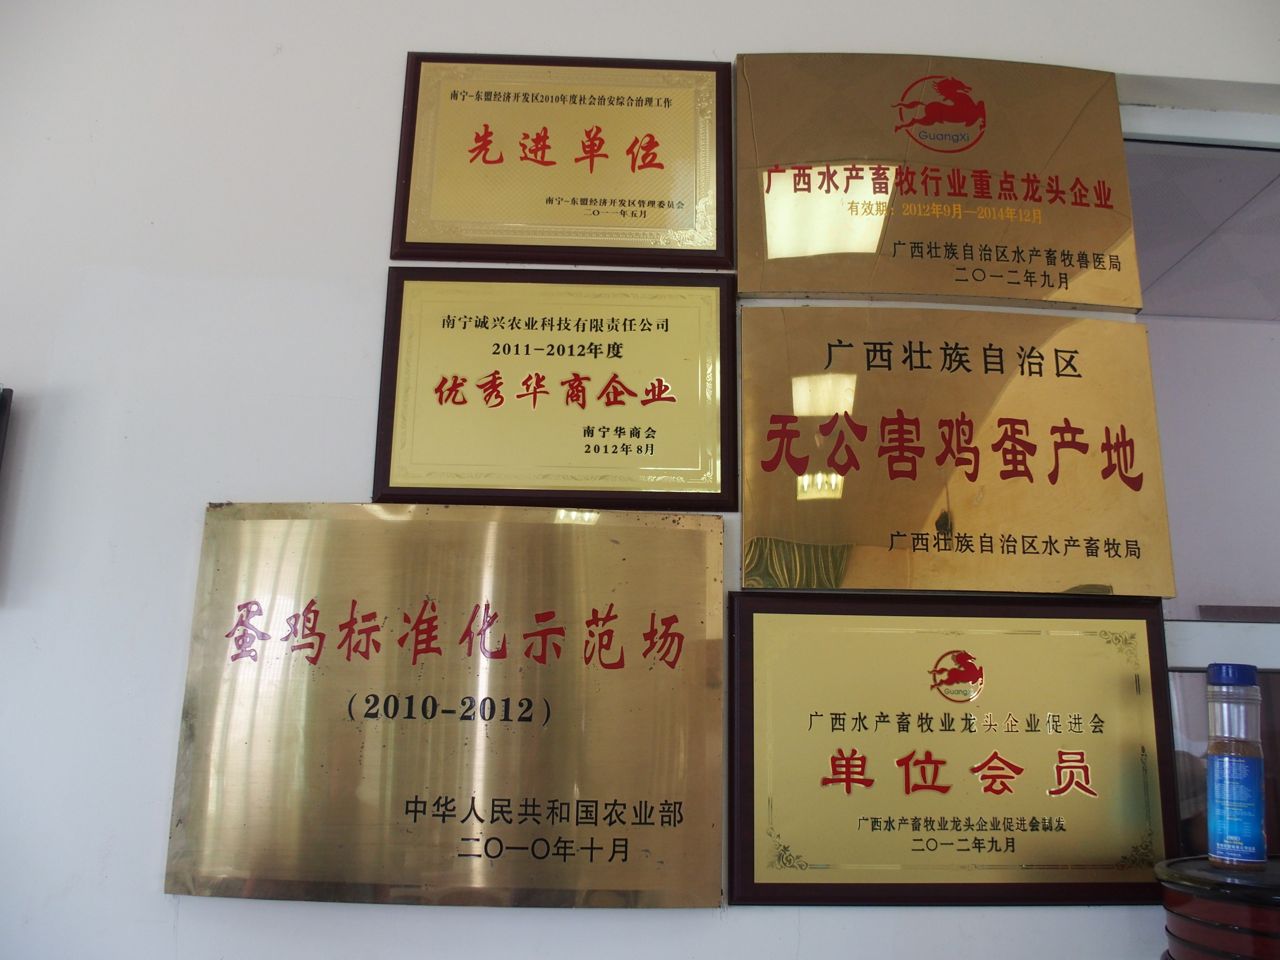 南宁-东盟经济开发区2010年度社会治安综合治理工作
先进单位
南宁-东盟经济开发区管理委员会
二〇一一年五月
GuangXi
广西水产畜牧行业重点龙头企业
有效期：2012年9月—2014年12月
广西壮族自治区水产畜牧兽医局
二〇一二年九月
南宁诚兴农业科技有限责任公司
2011-2012年度
优秀华商企业
南宁华商会
2012年8月
广西壮族自治区
无公害鸡蛋产地
广西壮族自治区水产畜牧局
蛋鸡标准化示范场
（2010-2012）
中华人民共和国农业部
二〇一〇年十月
GuangXi
广西水产畜牧业龙头企业促进会
单位会员
广西水产畜牧业龙头企业促进会制发
二〇一二年九月